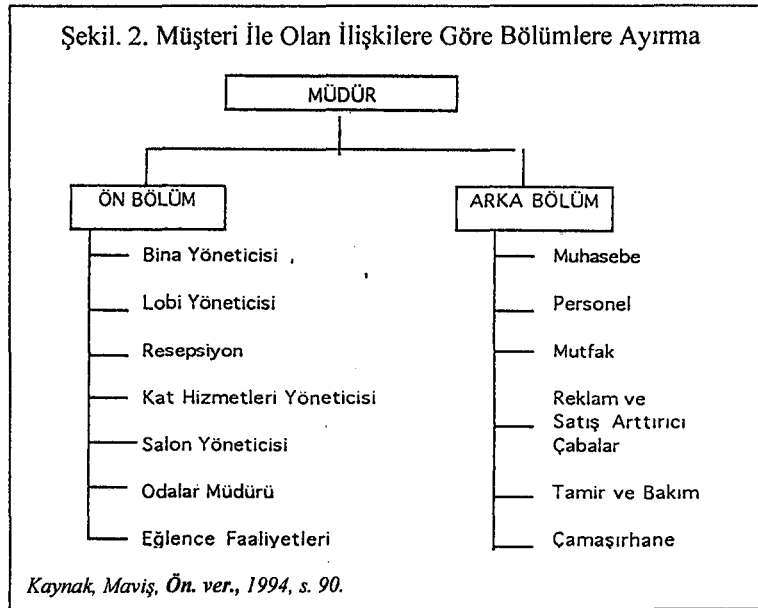 Şekil. 2. Müşteri İle Olan İlişkilere Göre Bölümlere Ayırma
MÜDÜR
ÖN BÖLÜM
Bina Yöneticisi
Lobi Yöneticisi
Resepsiyon
Kat Hizmetleri Yöneticisi
Salon Yöneticisi
Odalar Müdürü
Eğlence Faaliyetleri
ARKA BÖLÜM
Muhasebe
Personel
Mutfak
Reklam ve
Satış Arttırıcı
Çabalar
Tamir ve Bakım
Çamaşırhane
Kaynak, Maviş, Ön. ver., 1994, s. 90.